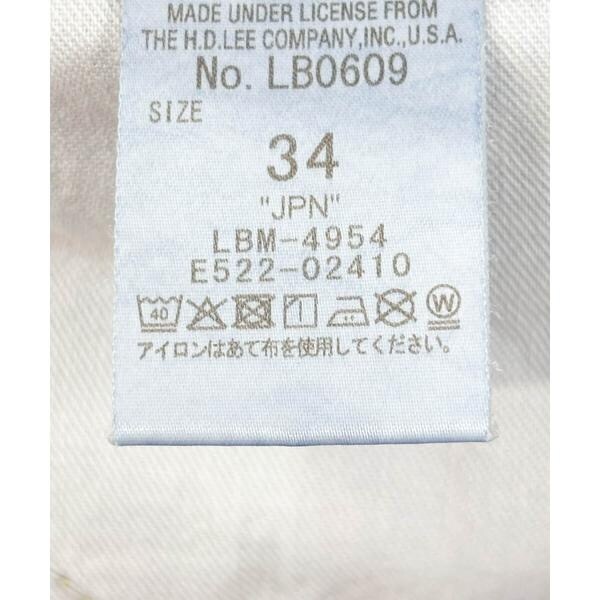 MADE UNDER LICENSE FROM
THE H.D.LEE COMPANY,INC.,U.S.A.
No. LB0609
SIZE
34
"JPN"
LBM-4954
E522-02410
40 W
アイロンはあて布を使用してください。